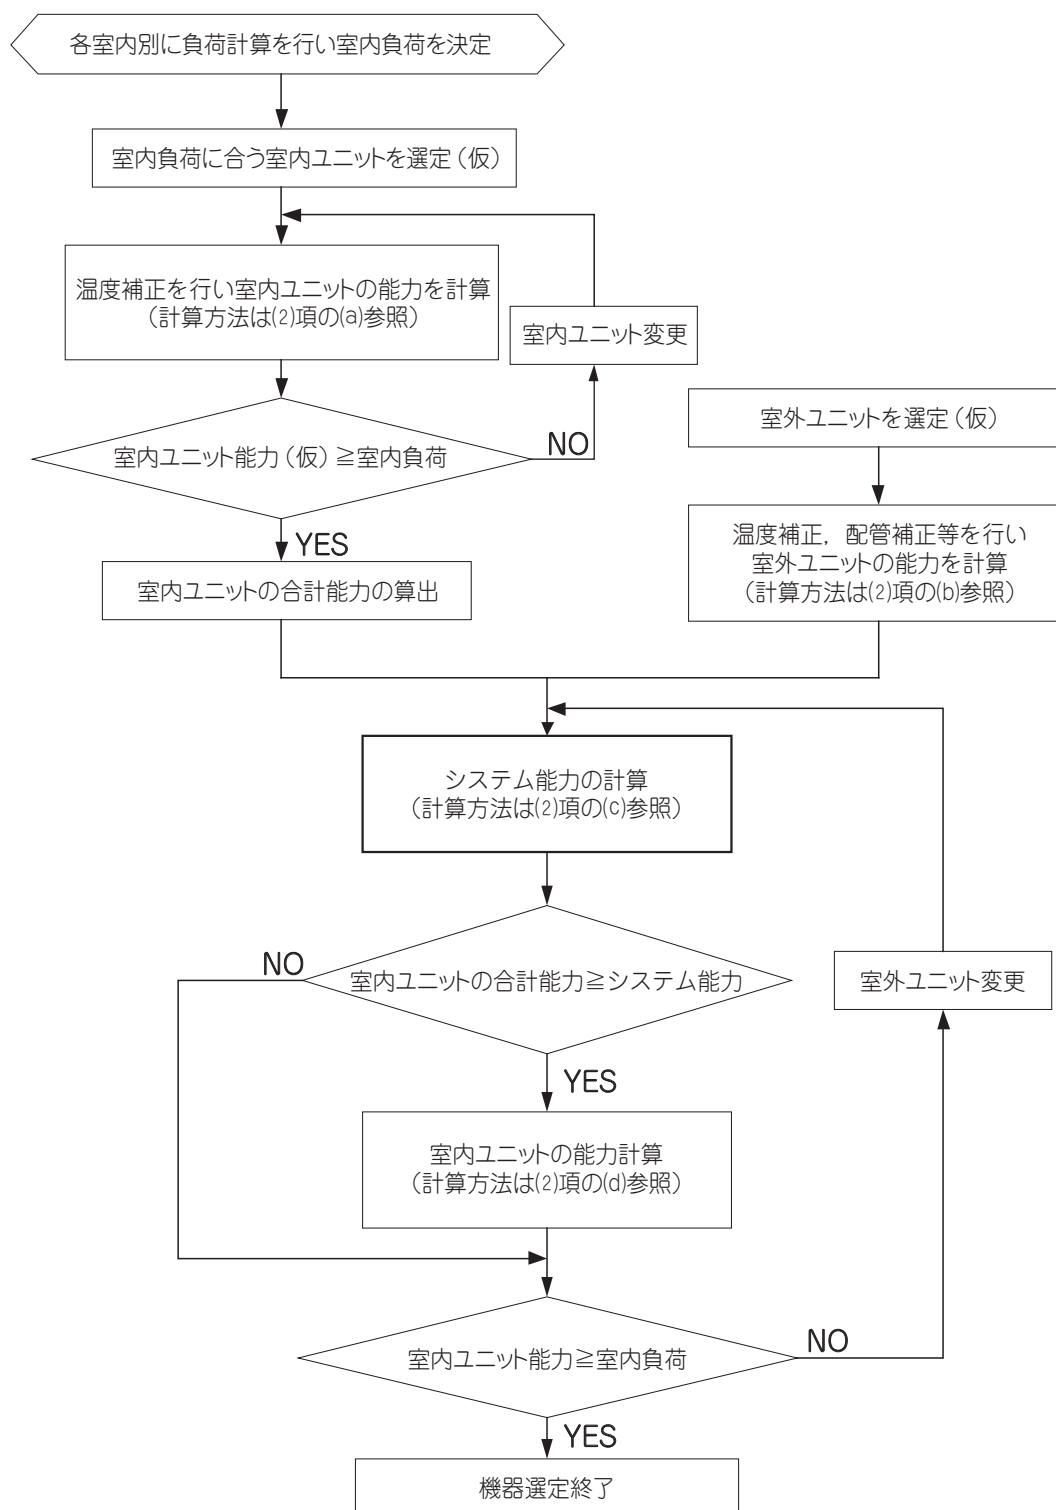 各室内別に負荷計算を行い室内負荷を決定
室内負荷に合う室内ユニットを選定（仮）
温度補正を行い室内ユニットの能力を計算
（計算方法は(2)項の(a)参照）
室内ユニット変更
室内ユニット能力（仮）≧室内負荷
NO
YES
室内ユニットの合計能力の算出
室外ユニットを選定（仮）
温度補正，配管補正等を行い
室外ユニットの能力を計算
（計算方法は(2)項の(b)参照）
システム能力の計算
（計算方法は(2)項の(c)参照）
室内ユニットの合計能力≧システム能力
NO
YES
室外ユニット変更
室内ユニットの能力計算
（計算方法は(2)項の(d)参照）
室内ユニット能力≧室内負荷
NO
YES
機器選定終了